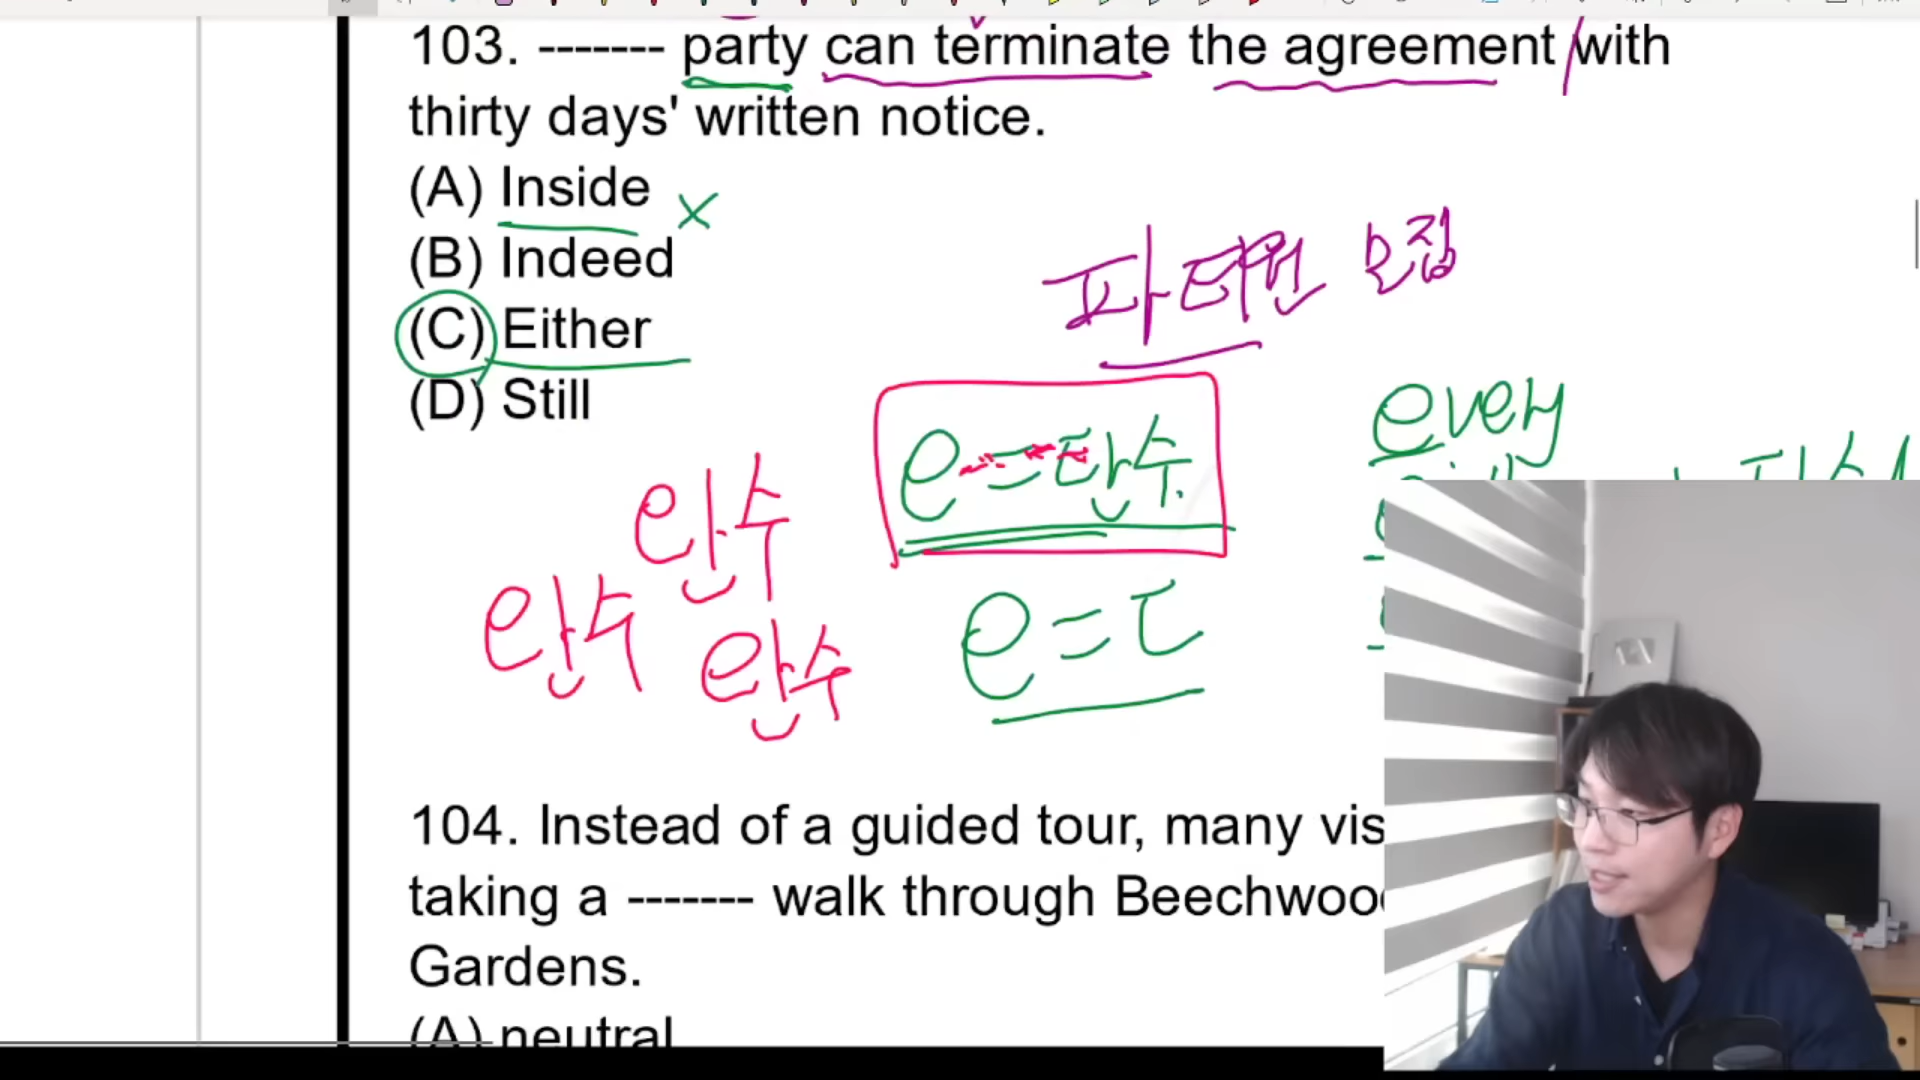 103. ------- party can terminate the agreement with
thirty days' written notice.
(A) Inside
(B) Indeed
(C) Either
(D) Still
파티원 모집
every
e=단수
e단수
e단수
e단수
e=ㄷ
104. Instead of a guided tour, many vis
taking a ------- walk through Beechwoo
Gardens.
(A) neutral